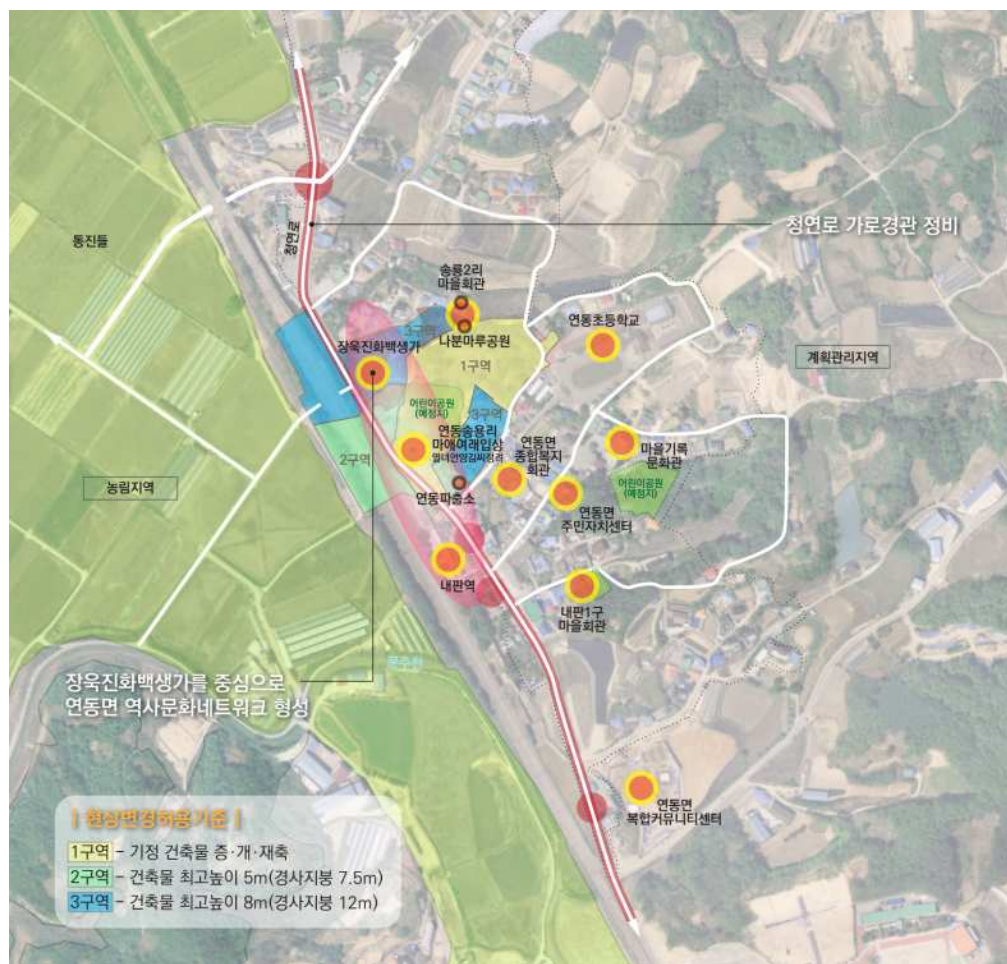 청연로 가로경관 정비
청연로
동진들
송룡2리
마을회관
3구역
나분마루공원
연동초등학교
장욱진화백생가
1구역
계획관리지역
어린이공원
(예정지)
3구역
연동송용리
마애여래입상
연동면
종합복지
회관
마을기록
문화관
2구역
농림지역
연동파출소
어린이공원
(예정지)
연동면
주민자치센터
내판역
내판1구
마을회관
장욱진화백생가를 중심으로
연동면 역사문화네트워크 형성
연동면
복합커뮤니티센터
| 현상변경허용기준 |
1구역 – 기정 건축물 증·개·재축
2구역 – 건축물 최고높이 5m(경사지붕 7.5m)
3구역 – 건축물 최고높이 8m(경사지붕 12m)